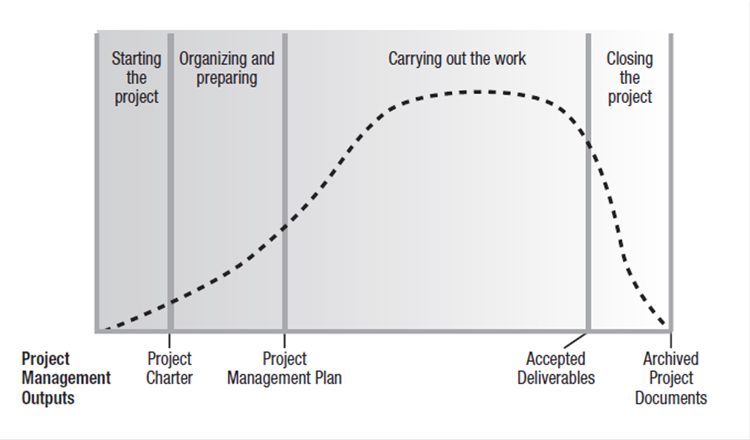 Starting
the
project
Organizing and
preparing
Carrying out the work
Closing
the
project
Project
Management
Outputs
Project
Charter
Project
Management Plan
Accepted
Deliverables
Archived
Project
Documents